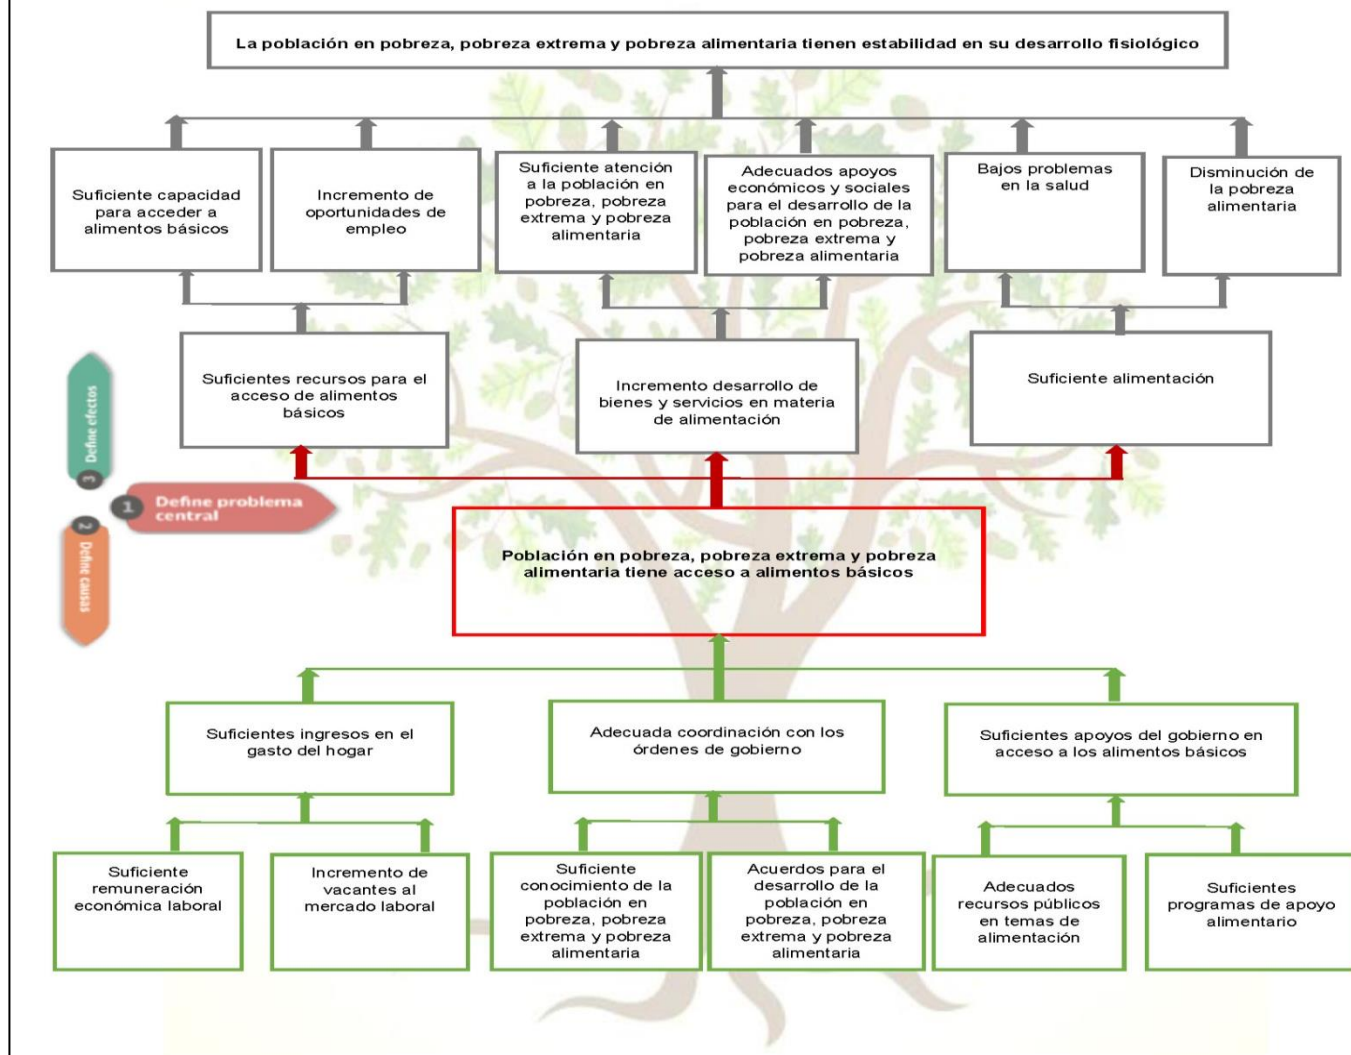 La población en pobreza, pobreza extrema y pobreza alimentaria tienen estabilidad en su desarrollo fisiológico
Suficiente capacidad
para acceder a
alimentos básicos
Incremento de
oportunidades de
empleo
Suficiente atención
a la población en
pobreza, pobreza
extrema y pobreza
alimentaria
Adecuados apoyos
económicos y sociales
para el desarrollo de la
población en pobreza,
pobreza extrema y
pobreza alimentaria
Bajos problemas
en la salud
Disminución de
la pobreza
alimentaria
Suficientes recursos para el
acceso de alimentos
básicos
Incremento desarrollo de
bienes y servicios en materia
de alimentación
Suficiente alimentación
3 Define efectos
1 Define problema
central
2 Define causas
Población en pobreza, pobreza extrema y pobreza
alimentaria tiene acceso a alimentos básicos
Suficientes ingresos en el
gasto del hogar
Adecuada coordinación con los
órdenes de gobierno
Suficientes apoyos del gobierno en
acceso a los alimentos básicos
Suficiente
remuneración
económica laboral
Incremento de
vacantes al
mercado laboral
Suficiente
conocimiento de la
población en
pobreza, pobreza
extrema y pobreza
alimentaria
Acuerdos para el
desarrollo de la
población en
pobreza, pobreza
extrema y pobreza
alimentaria
Adecuados
recursos públicos
en temas de
alimentación
Suficientes
programas de apoyo
alimentario